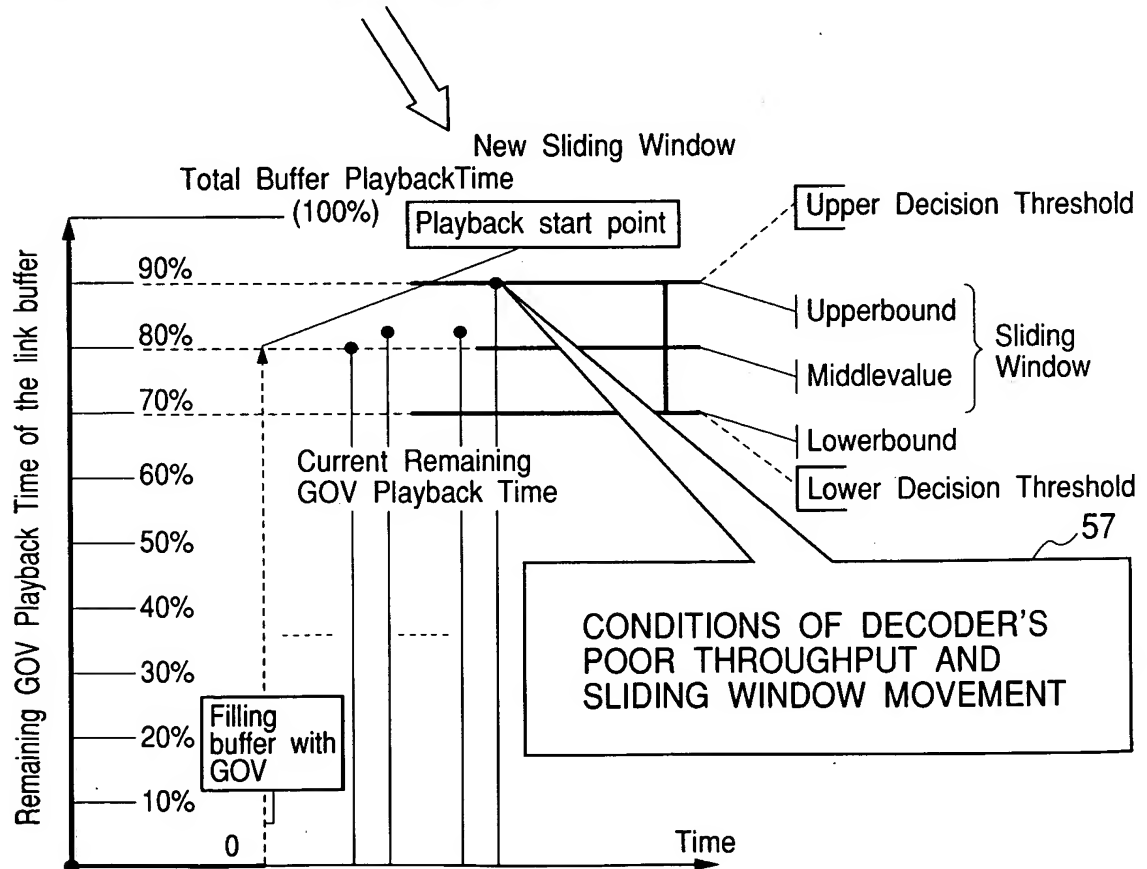 New Sliding Window
Total Buffer PlaybackTime
(100%)
Playback start point
Upper Decision Threshold
90%
Upperbound
80%
Sliding
Window
Middlevalue
70%
Lowerbound
Current Remaining
GOV Playback Time
60%
Lower Decision Threshold
50%
57
40%
CONDITIONS OF DECODER'S
POOR THROUGHPUT AND
SLIDING WINDOW MOVEMENT
30%
Filling
buffer with
GOV
20%
10%
0
Time
Remaining GOV Playback Time of the link buffer